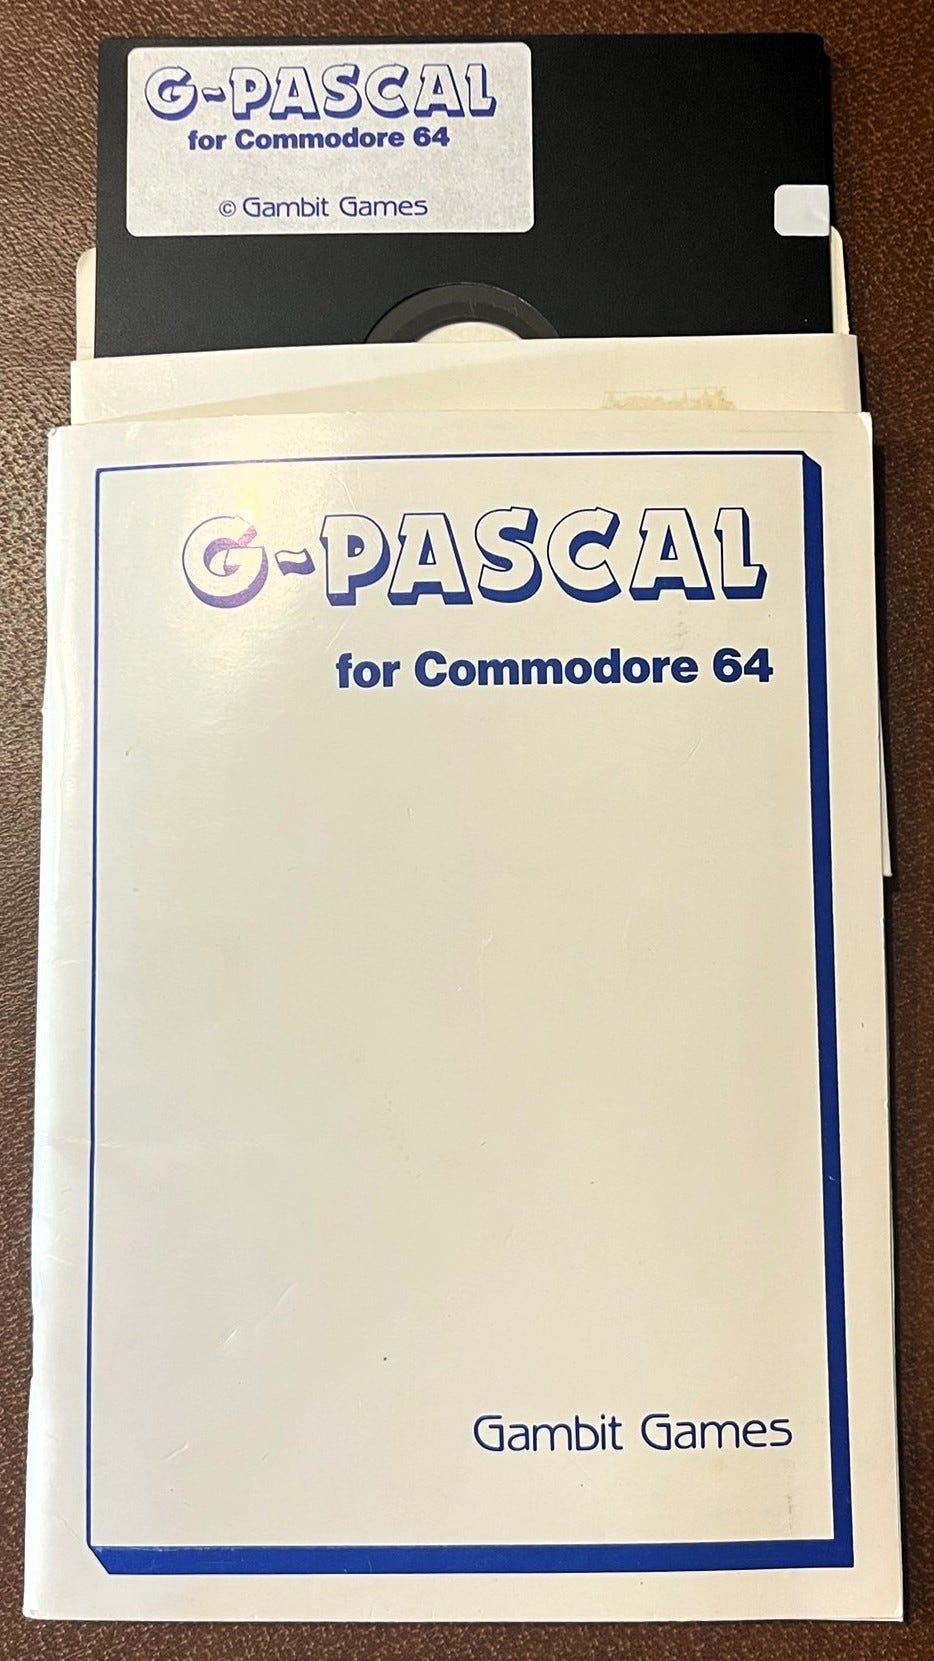 G-PASCAL
for Commodore 64
© Gambit Games
G-PASCAL
for Commodore 64
Gambit Games